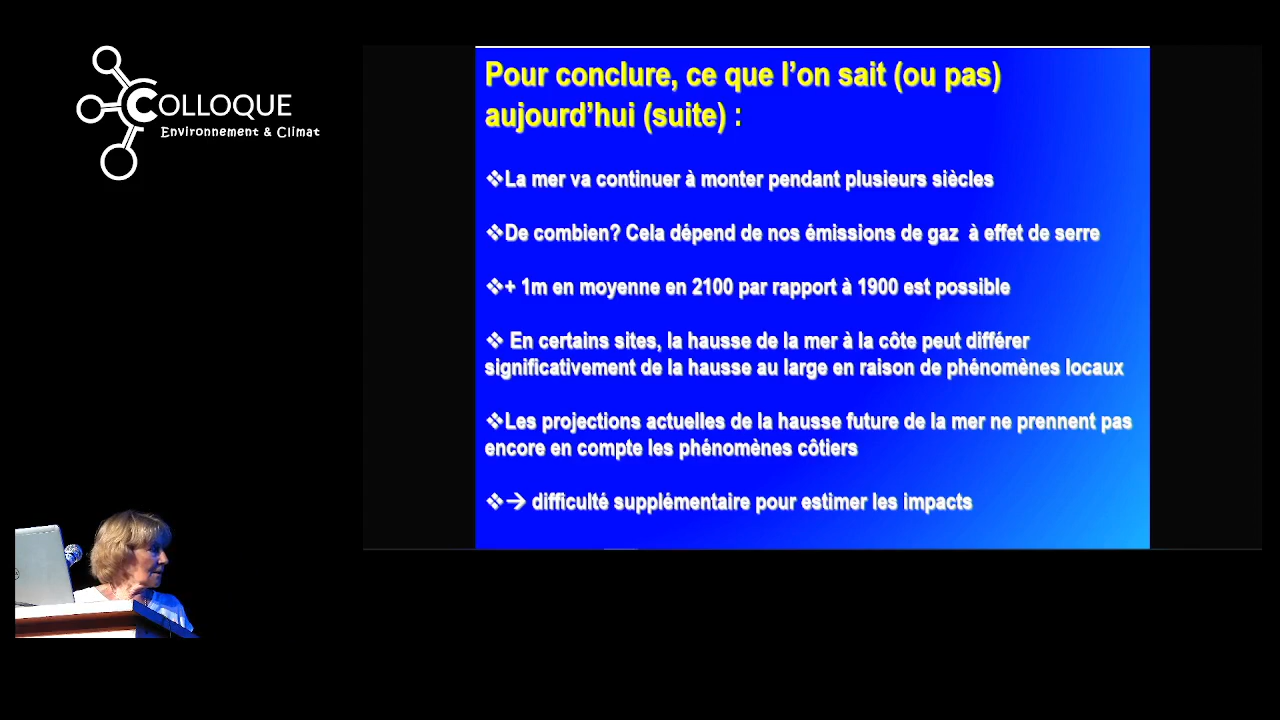 COLLOQUE
Environnement & Climat
Pour conclure, ce que l’on sait (ou pas)
aujourd’hui (suite) :
❖La mer va continuer à monter pendant plusieurs siècles
❖De combien? Cela dépend de nos émissions de gaz  à effet de serre
❖+ 1m en moyenne en 2100 par rapport à 1900 est possible
❖ En certains sites, la hausse de la mer à la côte peut différer
significativement de la hausse au large en raison de phénomènes locaux
❖Les projections actuelles de la hausse future de la mer ne prennent pas
encore en compte les phénomènes côtiers
❖→ difficulté supplémentaire pour estimer les impacts